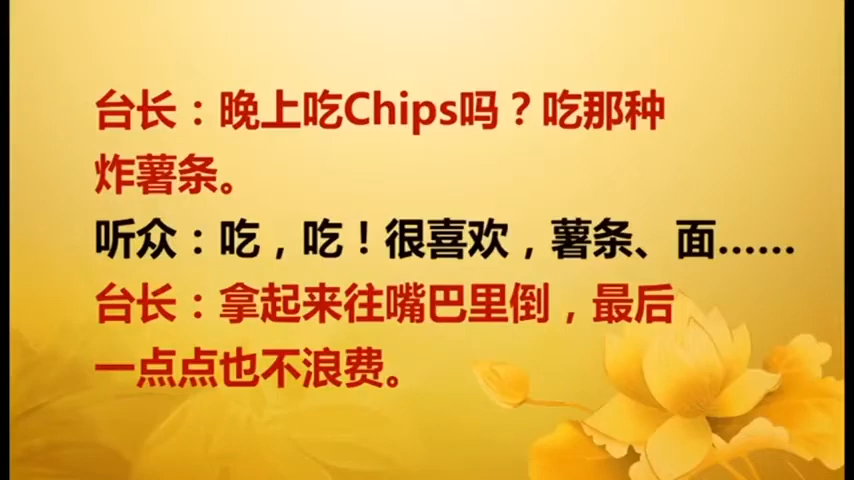 台长：晚上吃Chips吗？吃那种
炸薯条。
听众：吃，吃！很喜欢，薯条、面……
台长：拿起来往嘴巴里倒，最后
一点点也不浪费。